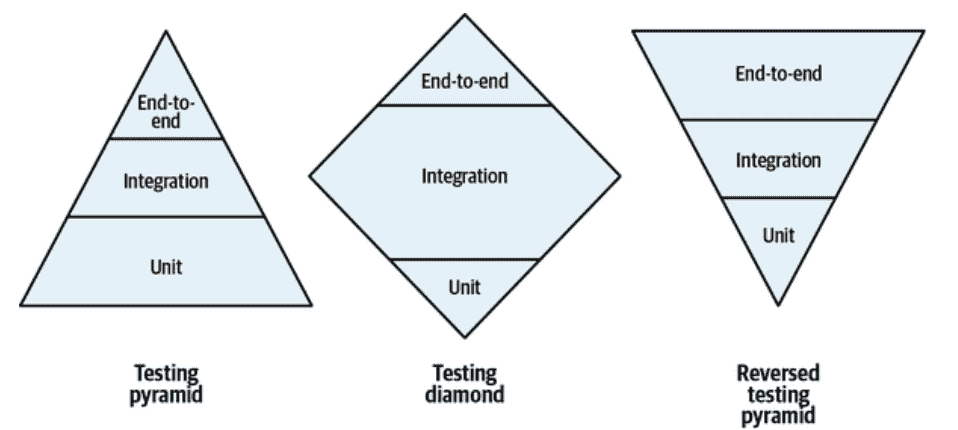 End-to-
end
Integration
Unit
Testing
pyramid
End-to-end
Integration
Unit
Testing
diamond
End-to-end
Integration
Unit
Reversed
testing
pyramid